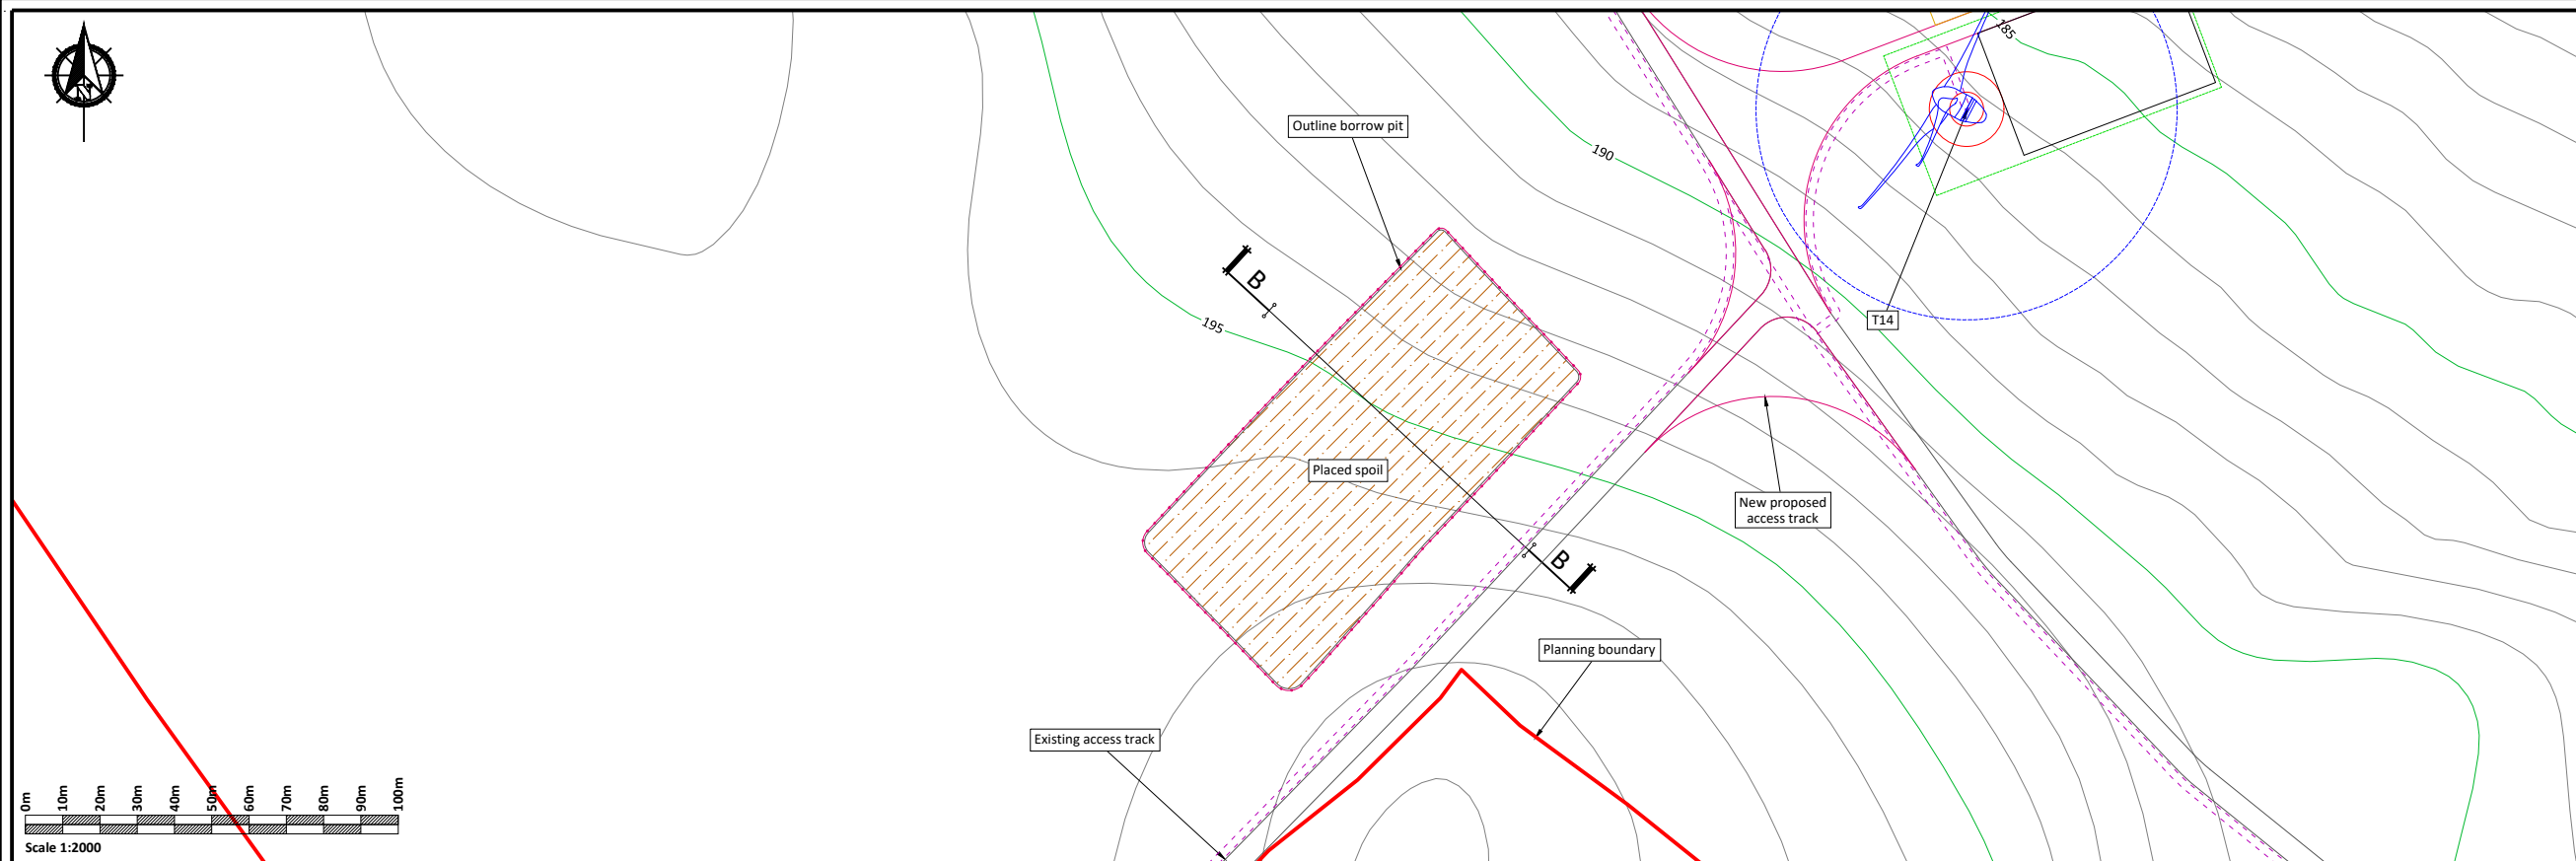 185
Outline borrow pit
190
B
195
T14
Placed spoil
New proposed
access track
B
Planning boundary
Existing access track
0m
10m
20m
30m
40m
50m
60m
70m
80m
90m
100m
Scale 1:2000